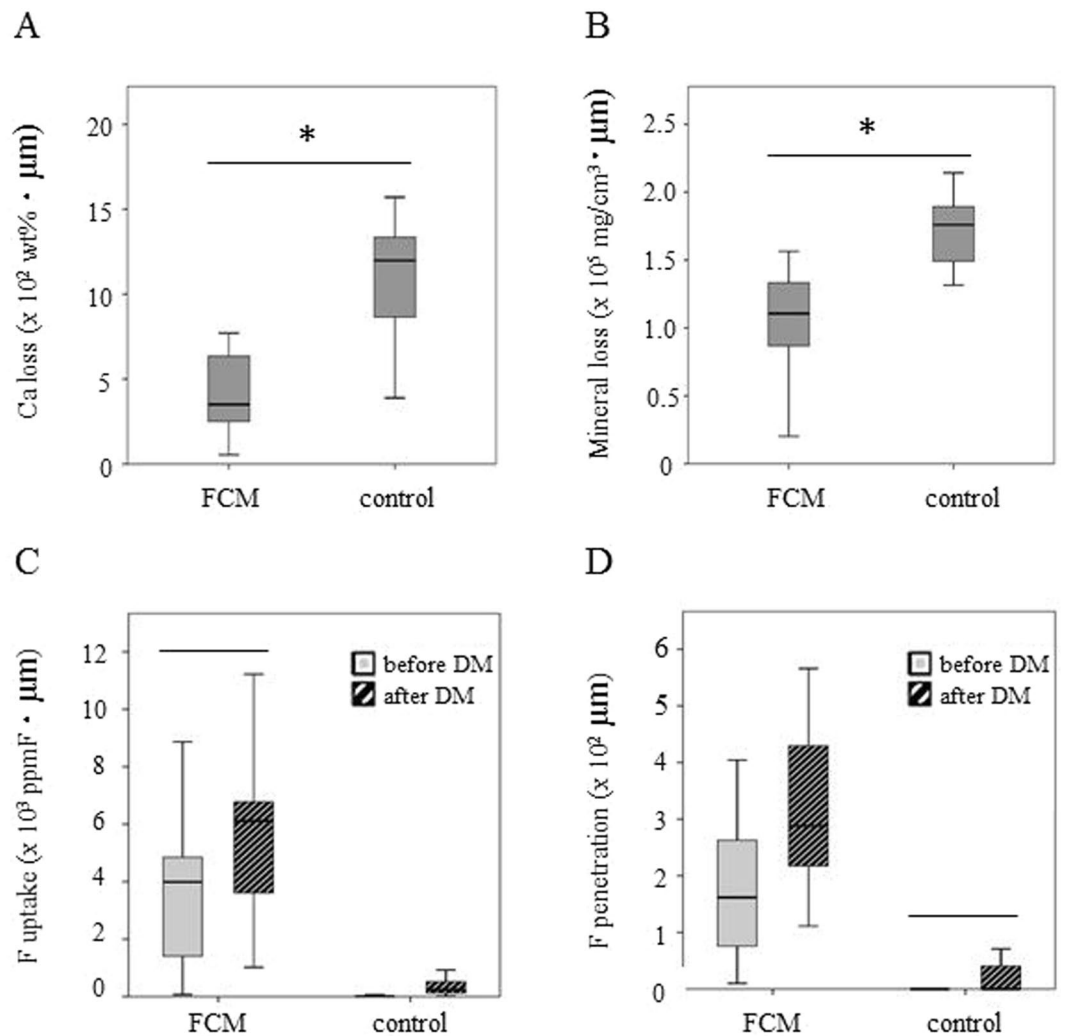 A
Ca loss (x 10² wt%・μm)
20
15
10
5
0
*
FCM
control
B
Mineral loss (x 10⁵ mg/cm³・μm)
2.5
2.0
1.5
1.0
0.5
0
*
FCM
control
C
F uptake (x 10³ ppmF・μm)
12
10
8
6
4
2
0
before DM
after DM
FCM
control
D
F penetration (x 10² μm)
6
5
4
3
2
1
0
before DM
after DM
FCM
control